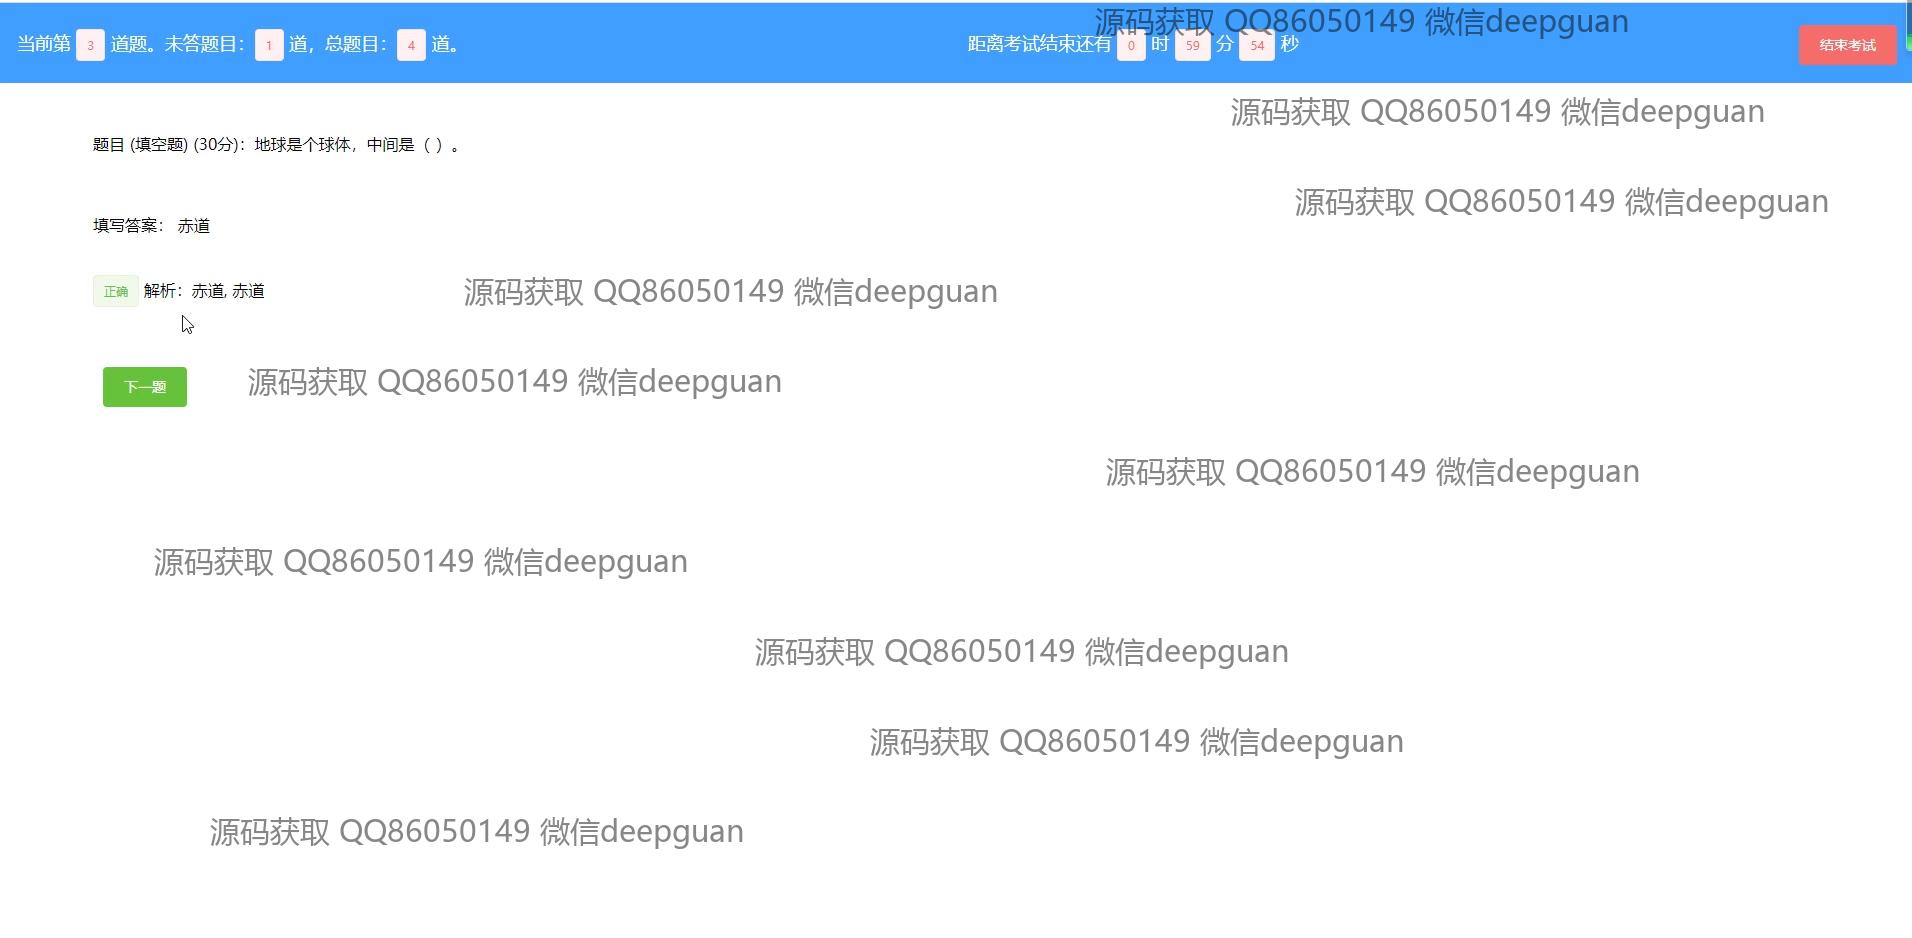 源码获取 QQ86050149 微信deepguan
当前第 3 道题。未答题目： 1 道，总题目： 4 道。
距离考试结束还有 0 时 59 分 54 秒
结束考试
源码获取 QQ86050149 微信deepguan
题目 (填空题) (30分)：地球是个球体，中间是（ ）。
源码获取 QQ86050149 微信deepguan
填写答案： 赤道
正确 解析：赤道, 赤道
源码获取 QQ86050149 微信deepguan
下一题
源码获取 QQ86050149 微信deepguan
源码获取 QQ86050149 微信deepguan
源码获取 QQ86050149 微信deepguan
源码获取 QQ86050149 微信deepguan
源码获取 QQ86050149 微信deepguan
源码获取 QQ86050149 微信deepguan